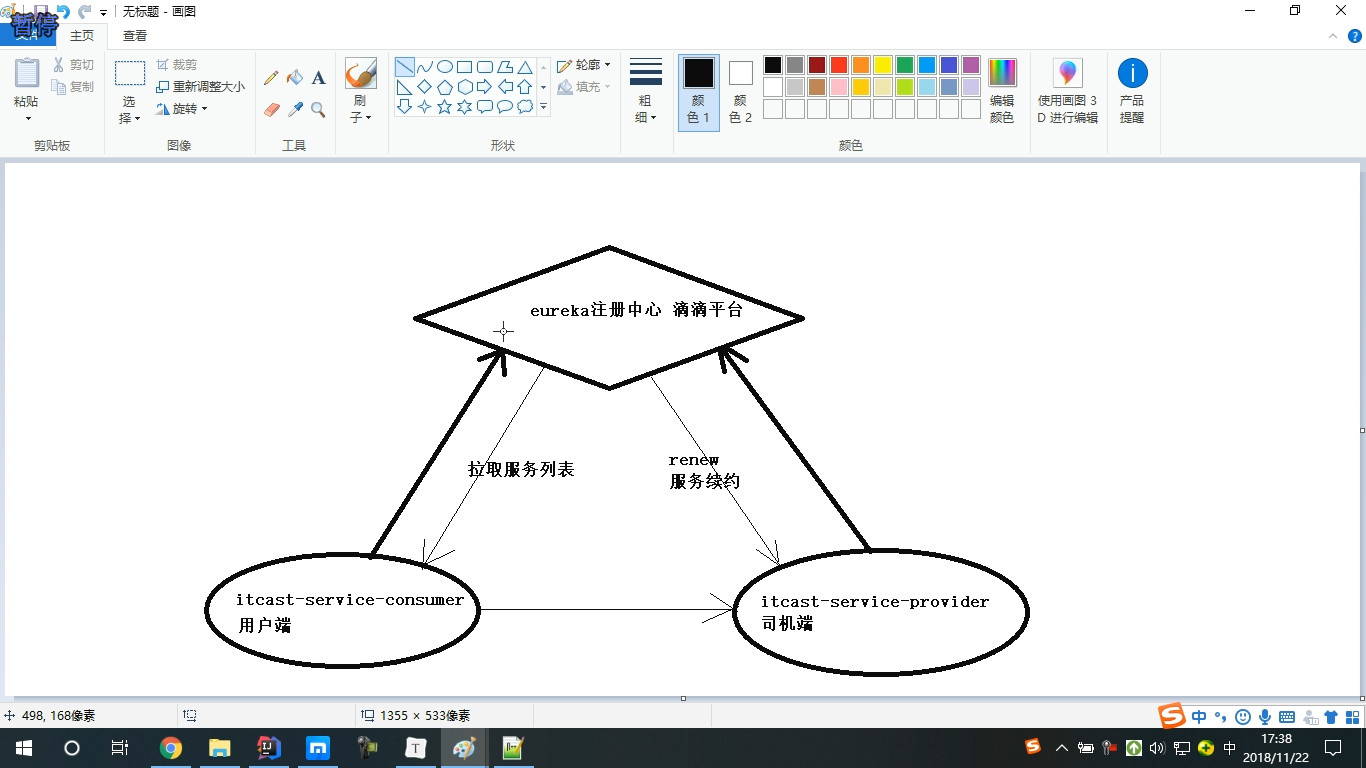 暂停
无标题 - 画图
文件 主页 查看
粘贴
剪切
复制
剪贴板
选择
裁剪
重新调整大小
旋转
图像
A
工具
刷子
轮廓
填充
形状
粗细
颜色 1
颜色 2
编辑颜色
颜色
使用画图 3D 进行编辑
产品提醒
eureka注册中心 滴滴平台
拉取服务列表
renew
服务续约
itcast-service-consumer
用户端
itcast-service-provider
司机端
498, 168像素
1355 × 533像素
中
中
17:38
2018/11/22